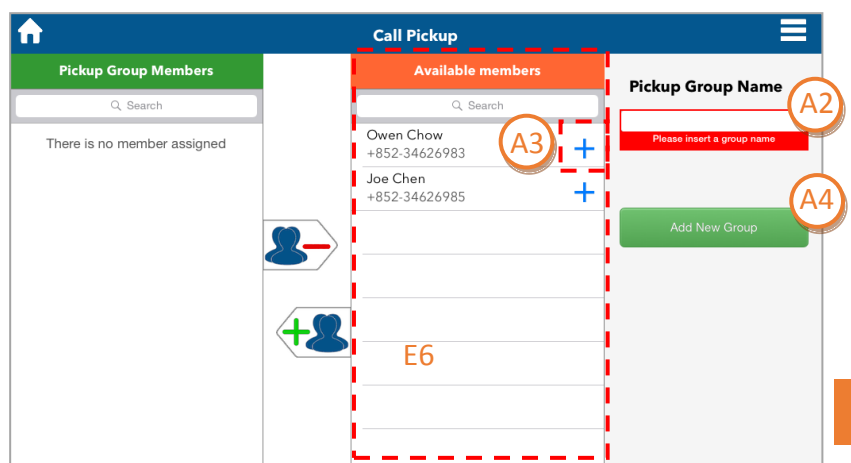 Call Pickup
Pickup Group Members
Search
There is no member assigned
Available members
Search
Owen Chow
+852-34626983
A3
Joe Chen
+852-34626985
E6
Pickup Group Name
A2
Please insert a group name
A4
Add New Group